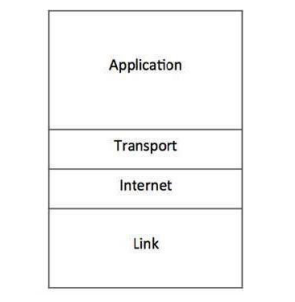 Application
Transport
Internet
Link